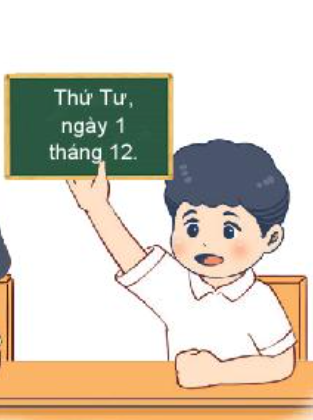 Thứ Tư,
ngày 1
tháng 12.